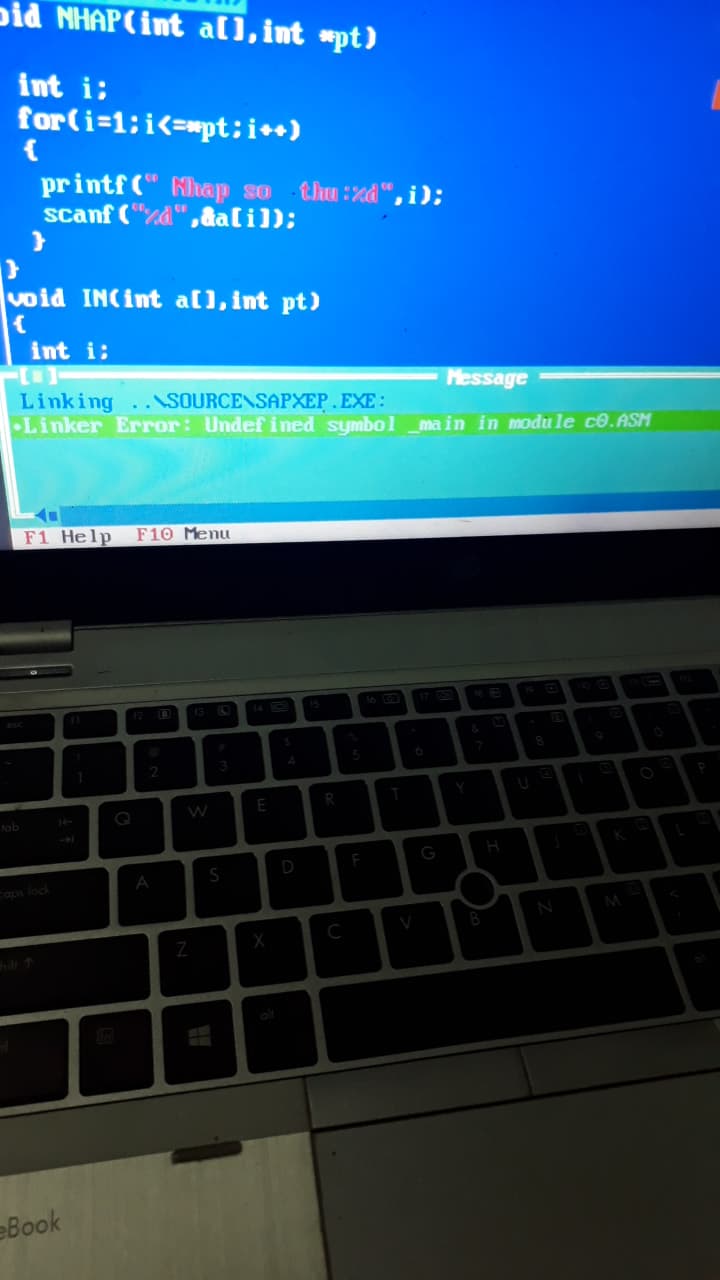 oid NHAP(int a[],int *pt)
int i;
for(i=1;i<=*pt;i++)
{
printf(" Nhap so  thu:%d",i);
scanf("%d",&a[i]);
}
}
void IN(int a[],int pt)
{
int i;
[■] Message
Linking ..\SOURCE\SAPXEP.EXE:
•Linker Error: Undefined symbol _main in module c0.ASM
F1 Help F10 Menu
esc f1 f2 f3 f4 f5 f6 f7 f8
1 2 3 4 5 6 7 8 9 0
tab Q W E R T Y U I O P
caps lock A S D F G H J K L
Z X C V B N M
alt
eBook